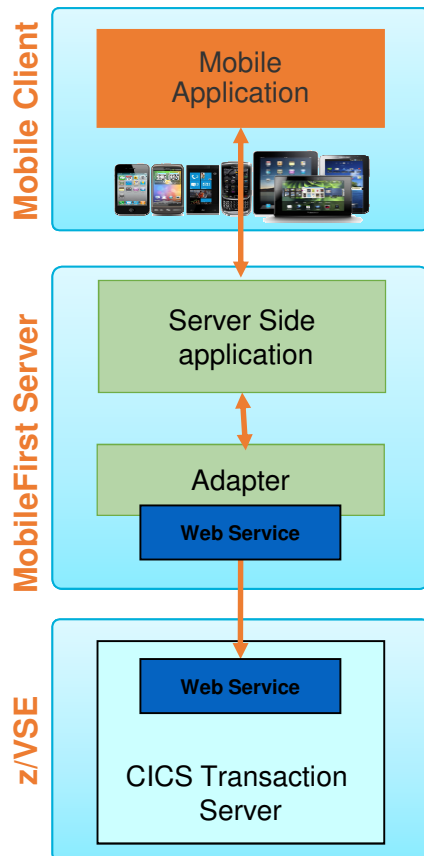 Mobile Client
Mobile
Application
MobileFirst Server
Server Side
application
Adapter
Web Service
z/VSE
Web Service
CICS Transaction
Server